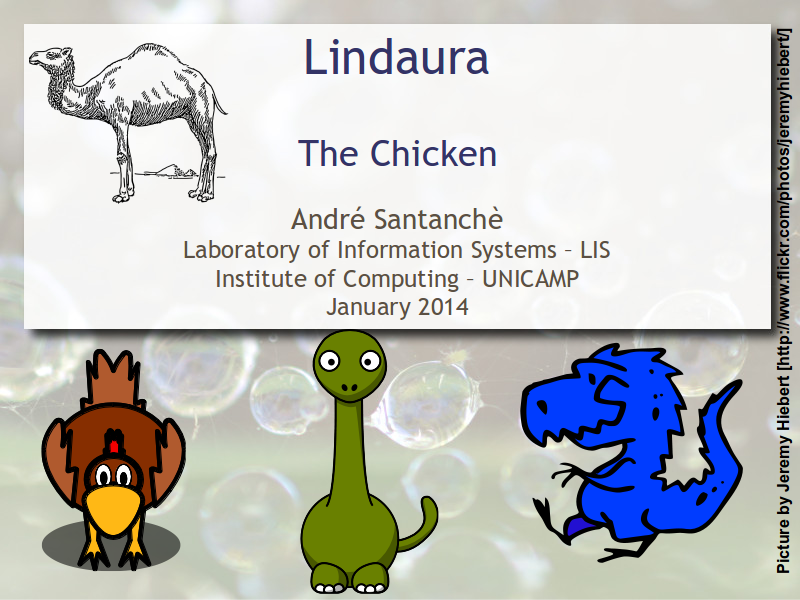 Lindaura
The Chicken
André Santanchè
Laboratory of Information Systems – LIS
Institute of Computing – UNICAMP
January 2014
Picture by Jeremy Hiebert [http://www.flickr.com/photos/jeremyhiebert/]